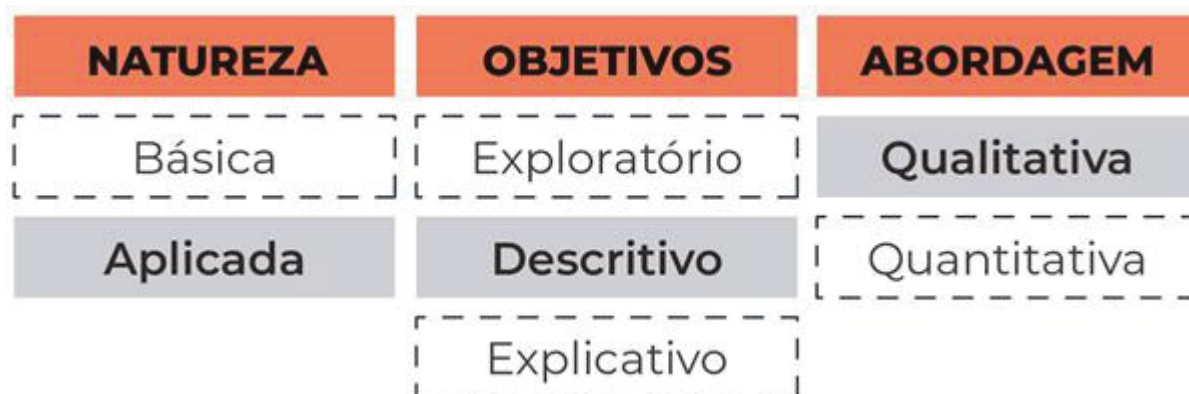 NATUREZA
OBJETIVOS
ABORDAGEM
Básica
Exploratório
Qualitativa
Aplicada
Descritivo
Quantitativa
Explicativo